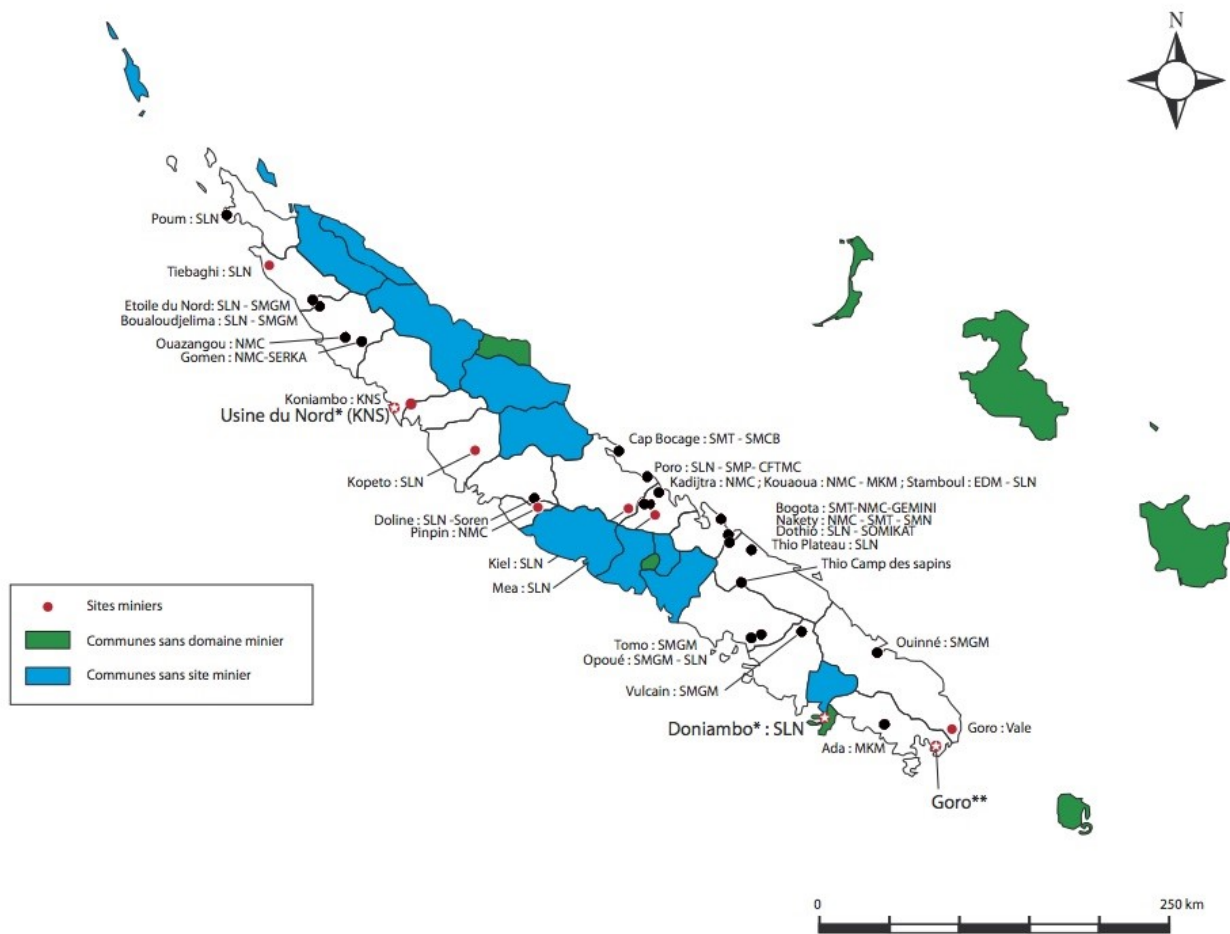 N
Poum : SLN
Tiebaghi : SLN
Etoile du Nord: SLN - SMGM
Boualoudjelima : SLN - SMGM
Ouazangou : NMC
Gomen : NMC-SERKA
Koniambo : KNS
Usine du Nord* (KNS)
Cap Bocage : SMT - SMCB
Poro : SLN - SMP- CFTMC
Kadijtra : NMC ; Kouaoua : NMC - MKM ; Stamboul : EDM - SLN
Kopeto : SLN
Bogota : SMT-NMC-GEMINI
Nakety : NMC - SMT - SMN
Dothio : SLN - SOMIKAT
Thio Plateau : SLN
Doline : SLN -Soren
Pinpin : NMC
Kiel : SLN
Thio Camp des sapins
Mea : SLN
Sites miniers
Communes sans domaine minier
Communes sans site minier
Tomo : SMGM
Opoué : SMGM - SLN
Ouinné : SMGM
Vulcain : SMGM
Doniambo* : SLN
Goro : Vale
Ada : MKM
Goro**
0 250 km